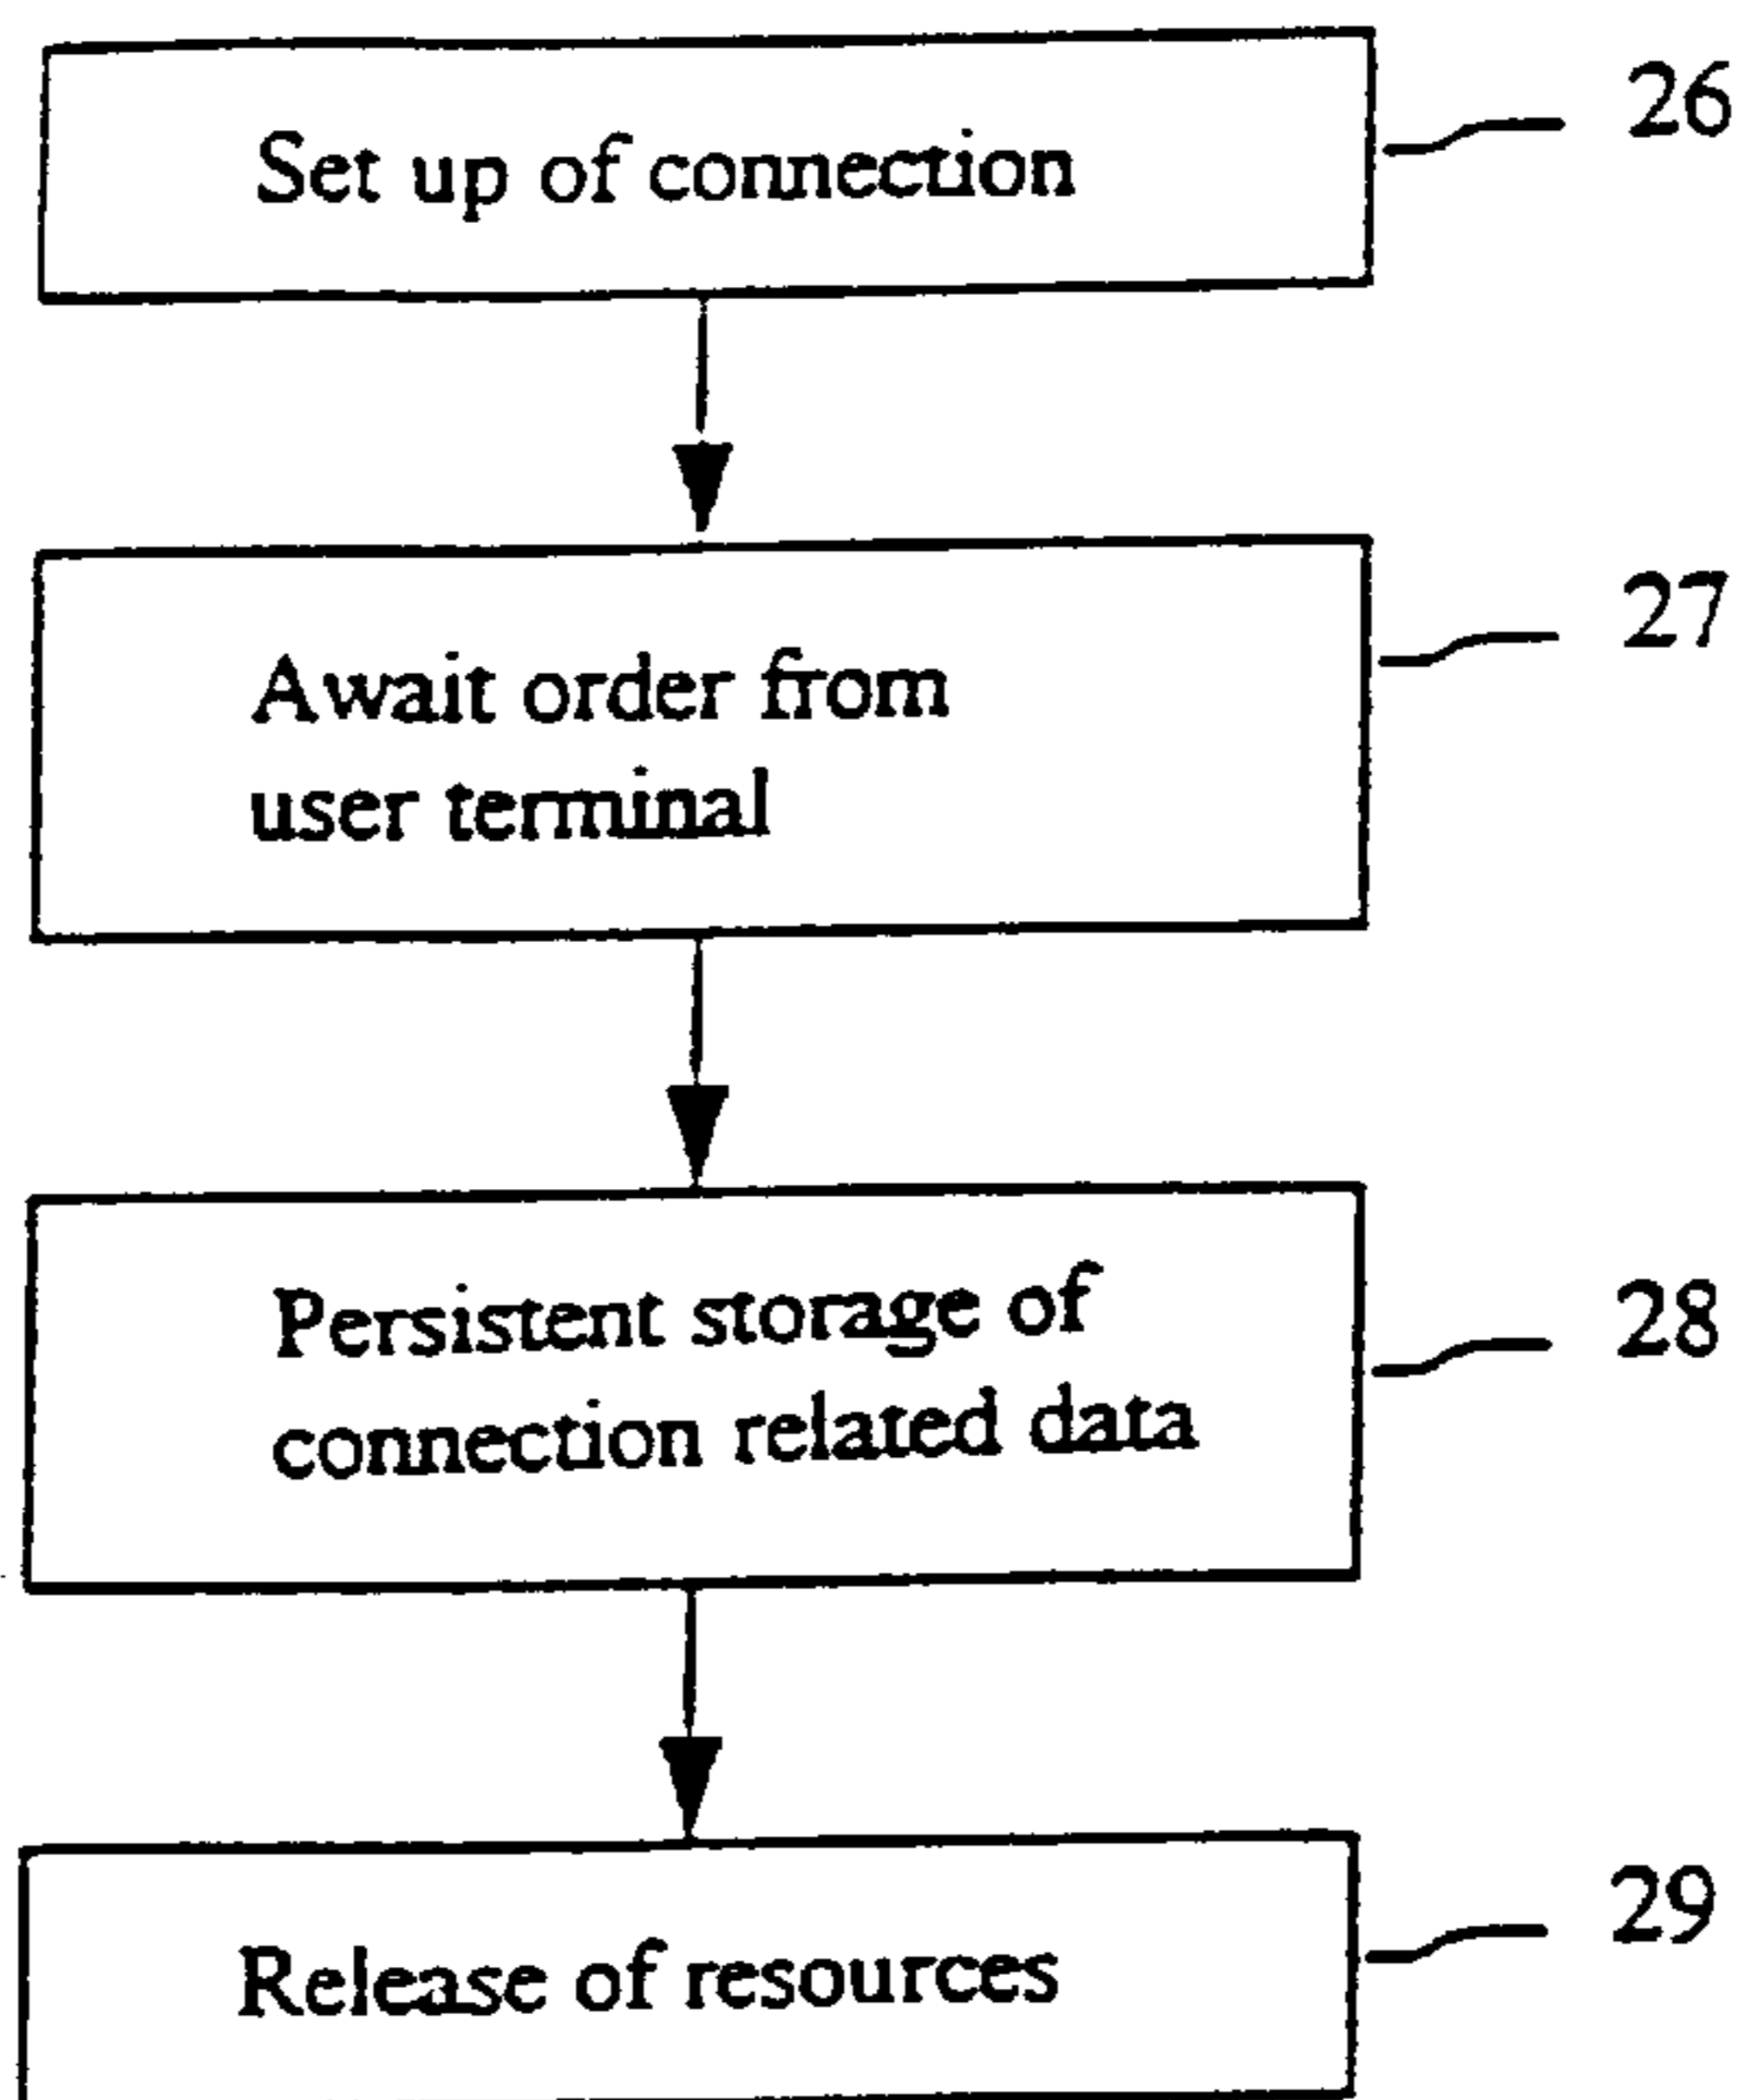 Set up of connection
26
Await order from
user terminal
27
Persistent storage of
connection related data
28
Release of resources
29